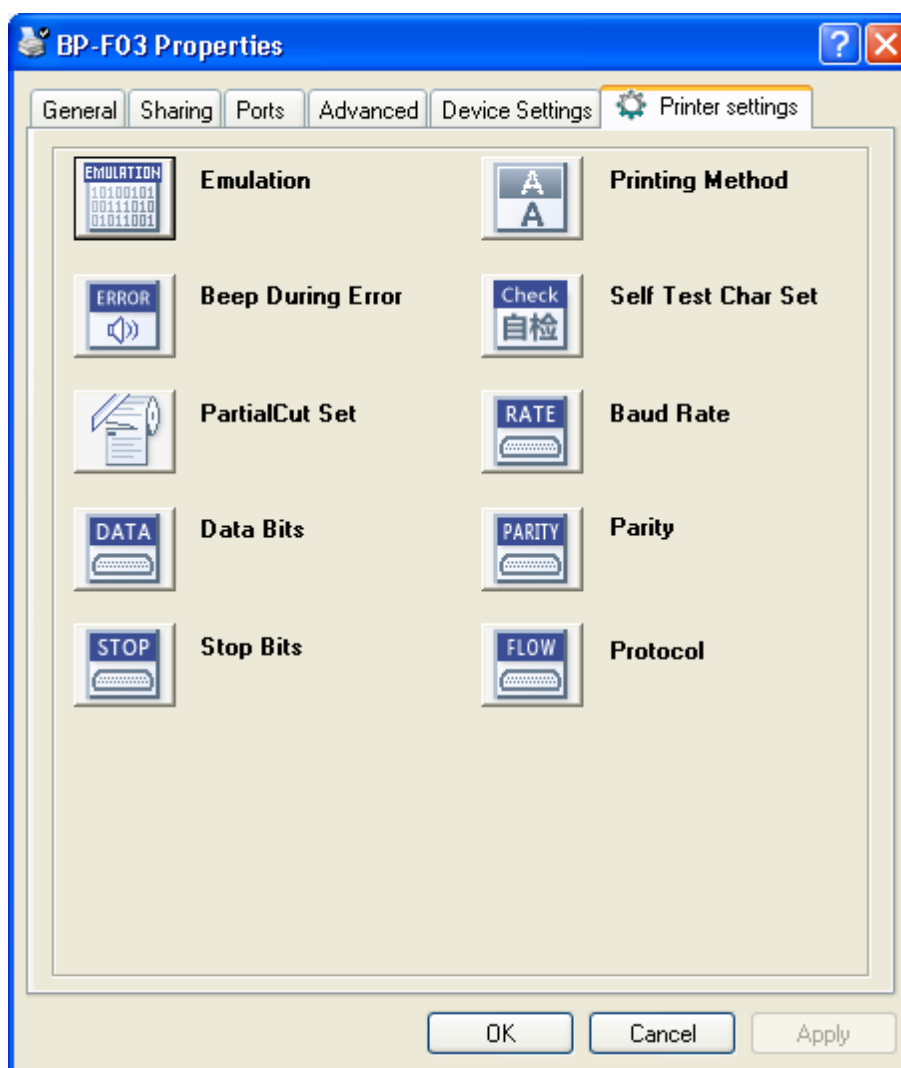 BP-F03 Properties
General Sharing Ports Advanced Device Settings Printer settings
EMULATION
10100101
00111010
01011001
Emulation
A
A
Printing Method
ERROR
Beep During Error
Check
自检
Self Test Char Set
PartialCut Set
RATE
Baud Rate
DATA
Data Bits
PARITY
Parity
STOP
Stop Bits
FLOW
Protocol
OK Cancel Apply